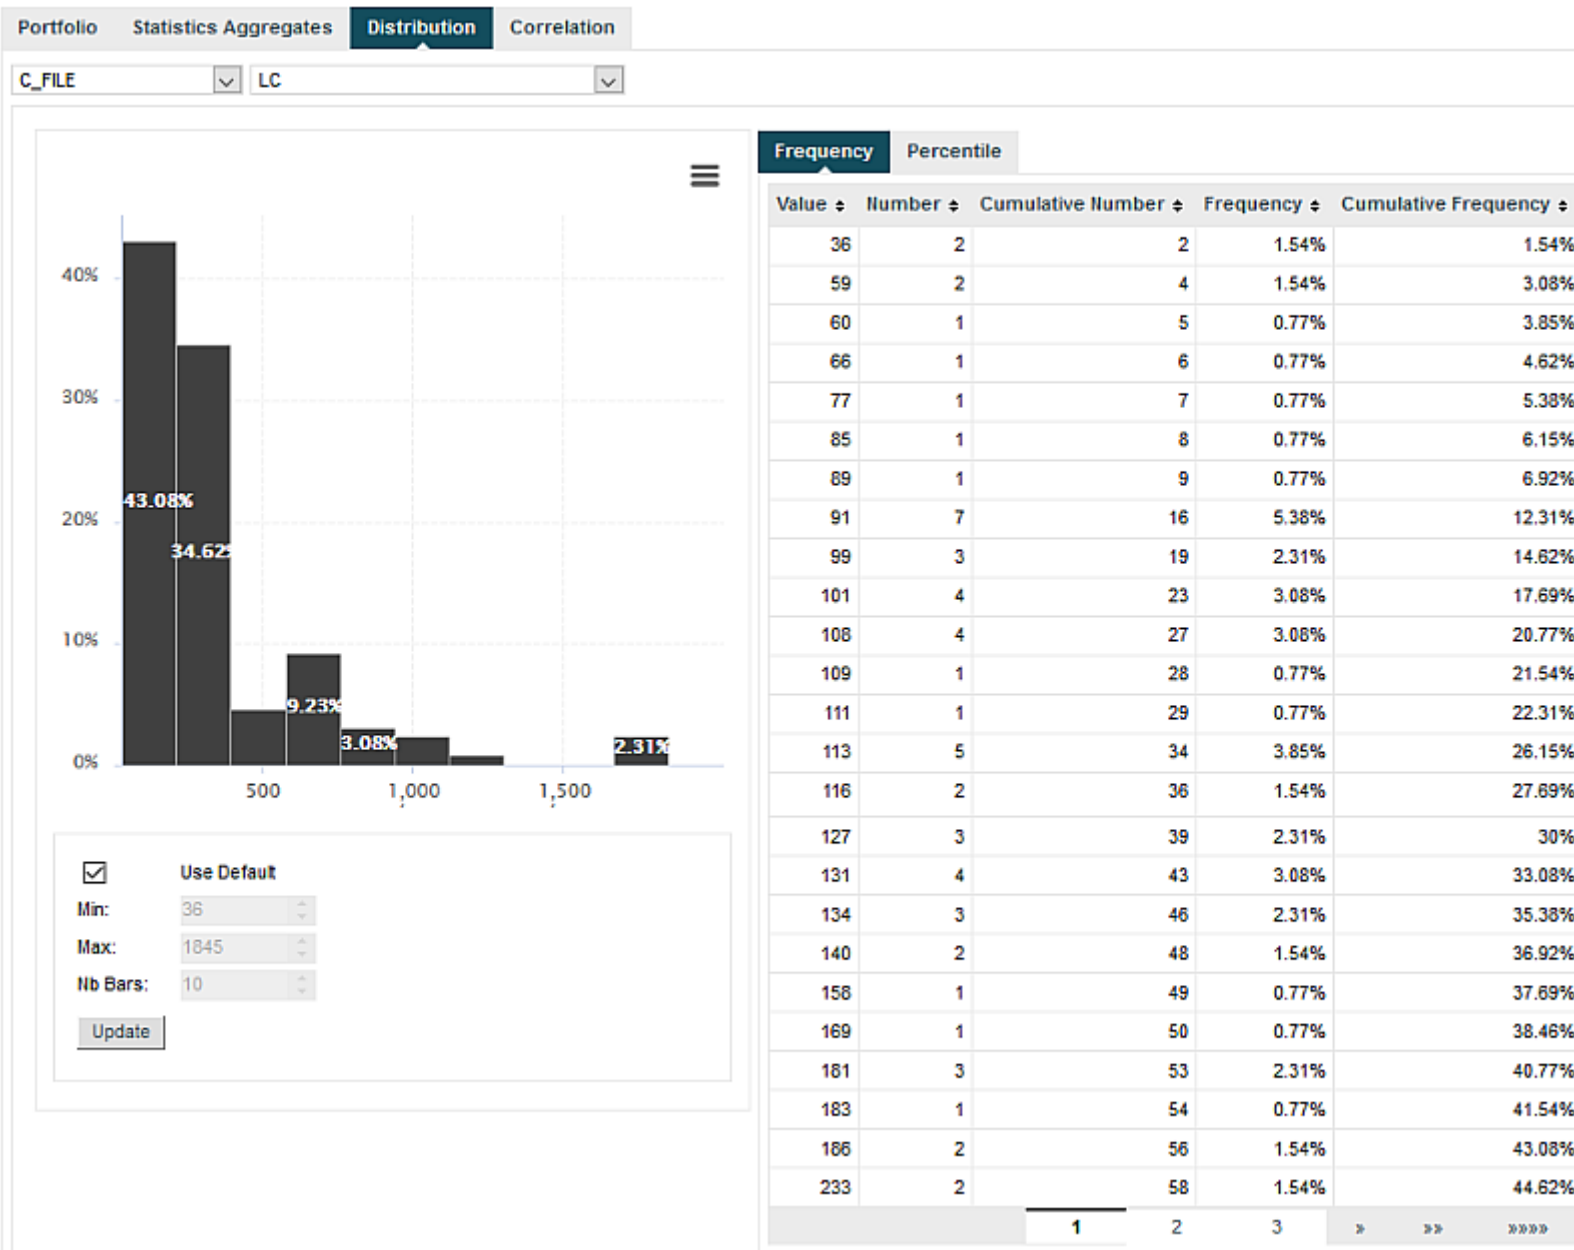 Portfolio Statistics Aggregates Distribution Correlation
C_FILE LC
40%
30%
20%
10%
0%
43.08%
34.62%
9.23%
3.08%
2.31%
500 1,000 1,500
Use Default
Min: 36
Max: 1845
Nb Bars: 10
Update
Frequency Percentile
Value Number Cumulative Number Frequency Cumulative Frequency
36 2 2 1.54% 1.54%
59 2 4 1.54% 3.08%
60 1 5 0.77% 3.85%
66 1 6 0.77% 4.62%
77 1 7 0.77% 5.38%
85 1 8 0.77% 6.15%
89 1 9 0.77% 6.92%
91 7 16 5.38% 12.31%
99 3 19 2.31% 14.62%
101 4 23 3.08% 17.69%
108 4 27 3.08% 20.77%
109 1 28 0.77% 21.54%
111 1 29 0.77% 22.31%
113 5 34 3.85% 26.15%
116 2 36 1.54% 27.69%
127 3 39 2.31% 30%
131 4 43 3.08% 33.08%
134 3 46 2.31% 35.38%
140 2 48 1.54% 36.92%
158 1 49 0.77% 37.69%
169 1 50 0.77% 38.46%
181 3 53 2.31% 40.77%
183 1 54 0.77% 41.54%
186 2 56 1.54% 43.08%
233 2 58 1.54% 44.62%
1 2 3 » »» »»»»